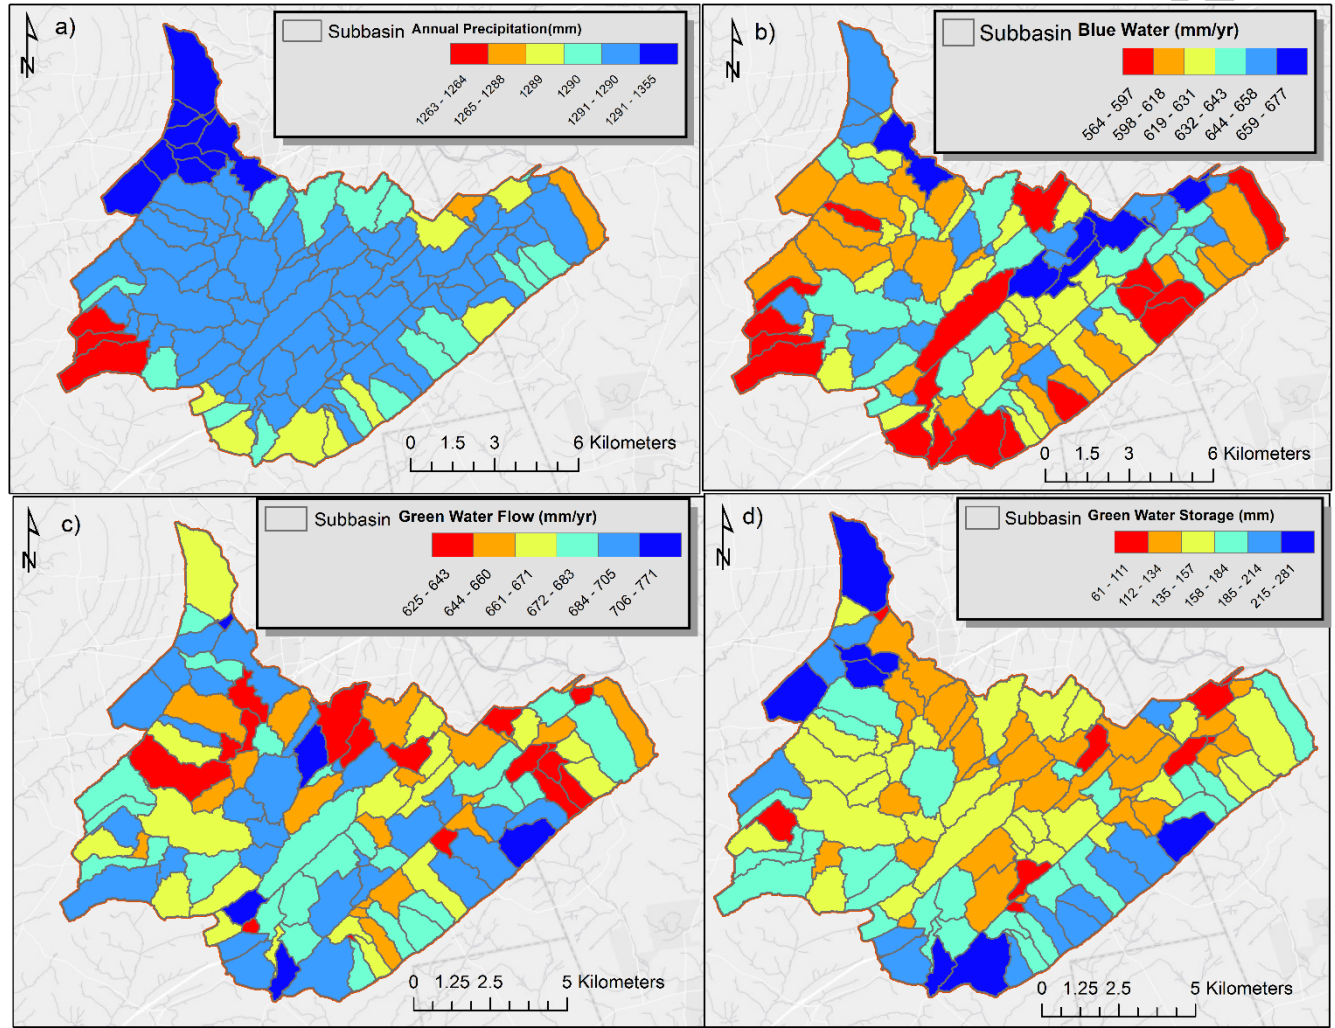 a)
N
Subbasin Annual Precipitation(mm)
1263 - 1264
1265 - 1288
1289
1290
1291 - 1290
1291 - 1355
0 1.5 3 6 Kilometers
b)
N
Subbasin Blue Water (mm/yr)
564 - 597
598 - 618
619 - 631
632 - 643
644 - 658
659 - 677
0 1.5 3 6 Kilometers
c)
N
Subbasin Green Water Flow (mm/yr)
625 - 643
644 - 660
661 - 671
672 - 683
684 - 705
706 - 771
0 1.25 2.5 5 Kilometers
d)
N
Subbasin Green Water Storage (mm)
61 - 111
112 - 134
135 - 157
158 - 184
185 - 214
215 - 281
0 1.25 2.5 5 Kilometers